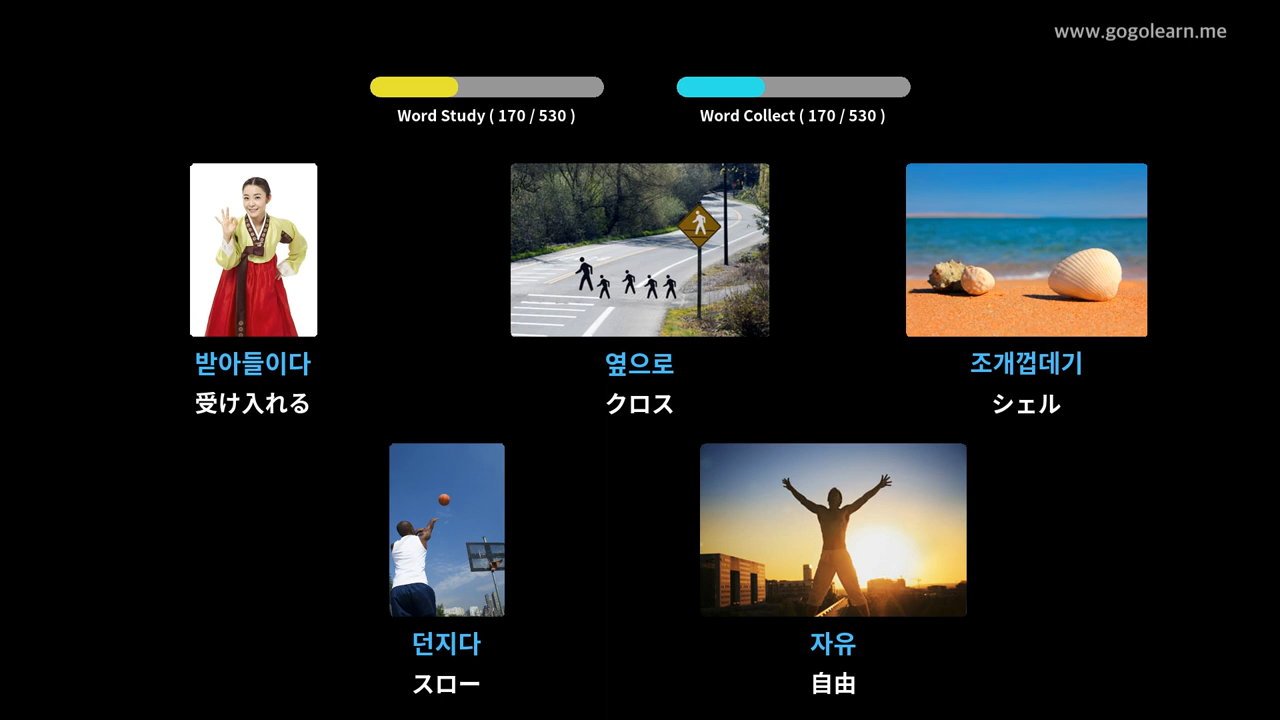 www.gogolearn.me
Word Study ( 170 / 530 )
Word Collect ( 170 / 530 )
받아들이다
受け入れる
옆으로
クロス
조개껍데기
シェル
던지다
スロー
자유
自由